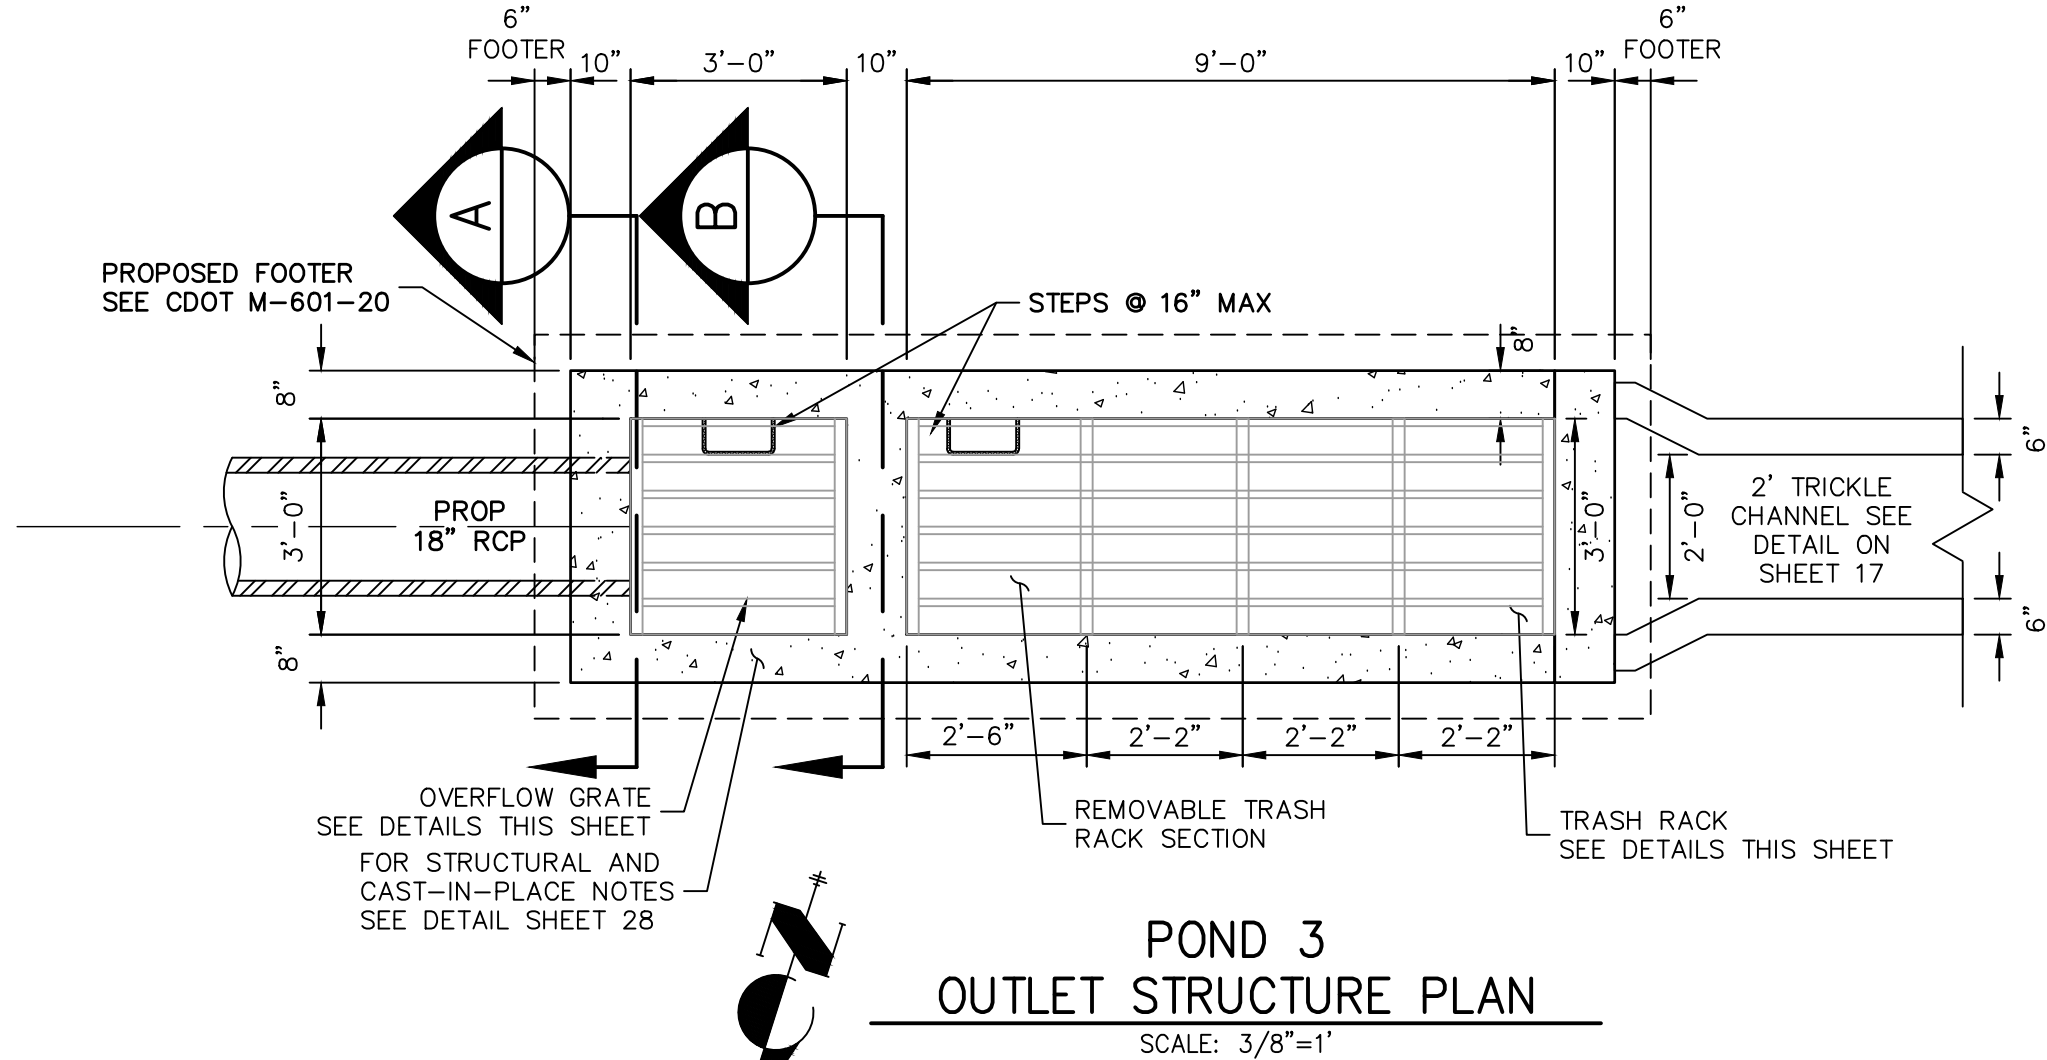 6"
FOOTER
10"
3'-0"
10"
9'-0"
10"
6"
FOOTER
A
B
PROPOSED FOOTER
SEE CDOT M-601-20
STEPS @ 16" MAX
8"
8"
6"
PROP
18" RCP
3'-0"
3'-0"
2'-0"
2' TRICKLE
CHANNEL SEE
DETAIL ON
SHEET 17
6"
8"
2'-6"
2'-2"
2'-2"
2'-2"
OVERFLOW GRATE
SEE DETAILS THIS SHEET
FOR STRUCTURAL AND
CAST-IN-PLACE NOTES
SEE DETAIL SHEET 28
REMOVABLE TRASH
RACK SECTION
TRASH RACK
SEE DETAILS THIS SHEET
POND 3
OUTLET STRUCTURE PLAN
SCALE: 3/8"=1'